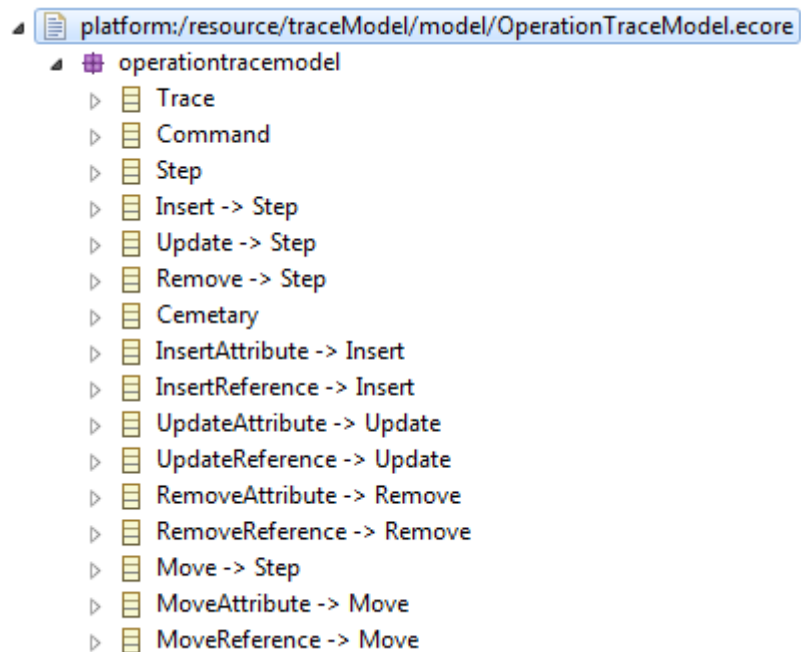 platform:/resource/traceModel/model/OperationTraceModel.ecore
operationtracemodel
Trace
Command
Step
Insert -> Step
Update -> Step
Remove -> Step
Cemetary
InsertAttribute -> Insert
InsertReference -> Insert
UpdateAttribute -> Update
UpdateReference -> Update
RemoveAttribute -> Remove
RemoveReference -> Remove
Move -> Step
MoveAttribute -> Move
MoveReference -> Move